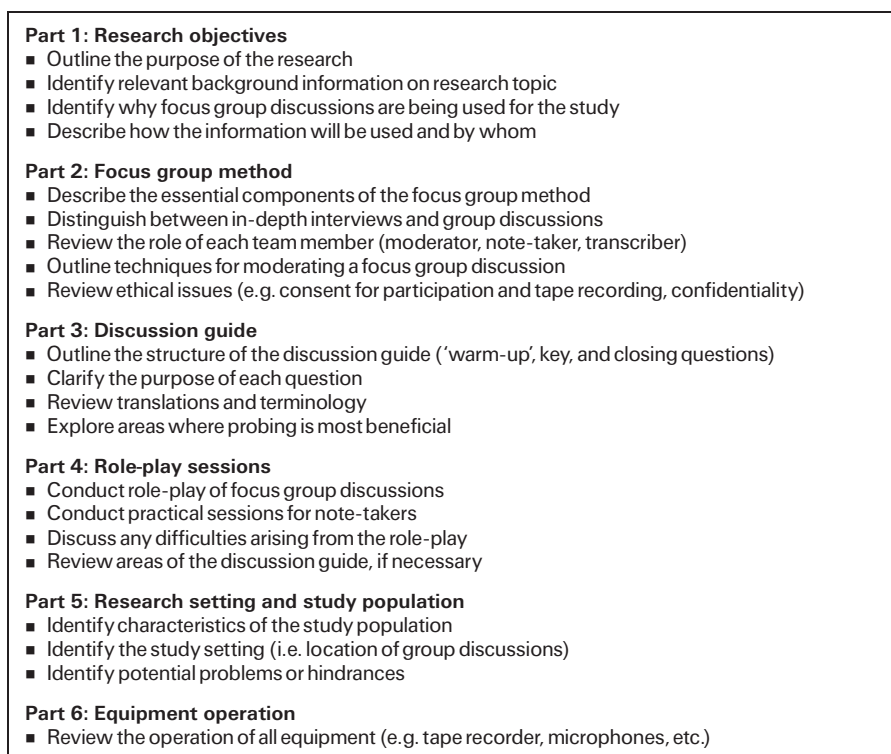 Part 1: Research objectives
■ Outline the purpose of the research
■ Identify relevant background information on research topic
■ Identify why focus group discussions are being used for the study
■ Describe how the information will be used and by whom
Part 2: Focus group method
■ Describe the essential components of the focus group method
■ Distinguish between in-depth interviews and group discussions
■ Review the role of each team member (moderator, note-taker, transcriber)
■ Outline techniques for moderating a focus group discussion
■ Review ethical issues (e.g. consent for participation and tape recording, confidentiality)
Part 3: Discussion guide
■ Outline the structure of the discussion guide (‘warm-up’, key, and closing questions)
■ Clarify the purpose of each question
■ Review translations and terminology
■ Explore areas where probing is most beneficial
Part 4: Role-play sessions
■ Conduct role-play of focus group discussions
■ Conduct practical sessions for note-takers
■ Discuss any difficulties arising from the role-play
■ Review areas of the discussion guide, if necessary
Part 5: Research setting and study population
■ Identify characteristics of the study population
■ Identify the study setting (i.e. location of group discussions)
■ Identify potential problems or hindrances
Part 6: Equipment operation
■ Review the operation of all equipment (e.g. tape recorder, microphones, etc.)